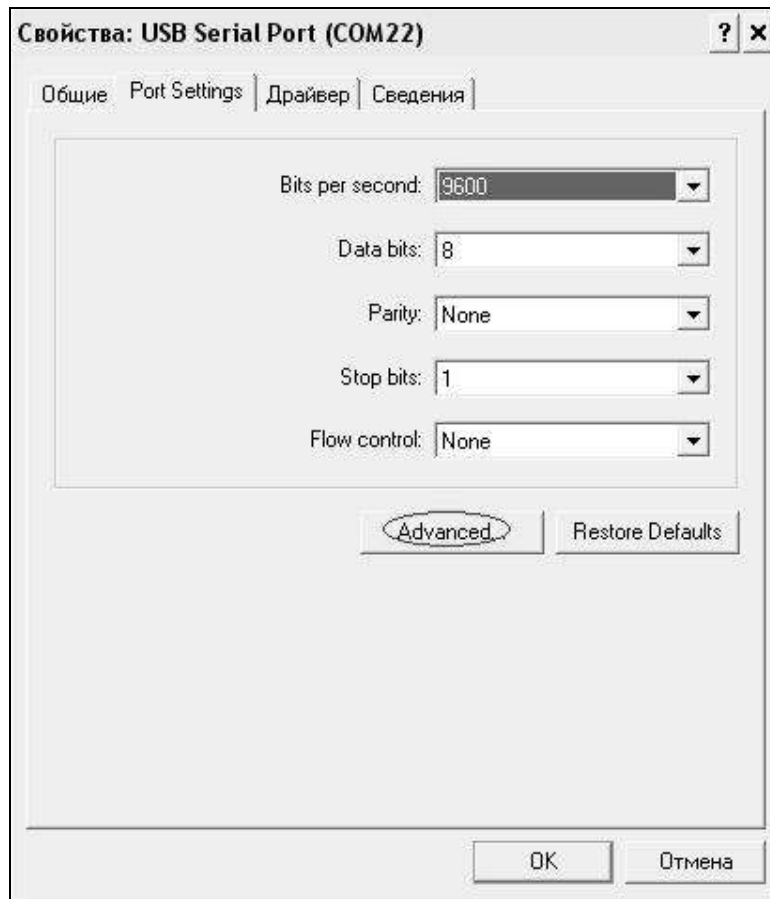 Свойства: USB Serial Port (COM22)
Общие Port Settings Драйвер Сведения
Bits per second: 9600
Data bits: 8
Parity: None
Stop bits: 1
Flow control: None
Advanced... Restore Defaults
OK Отмена